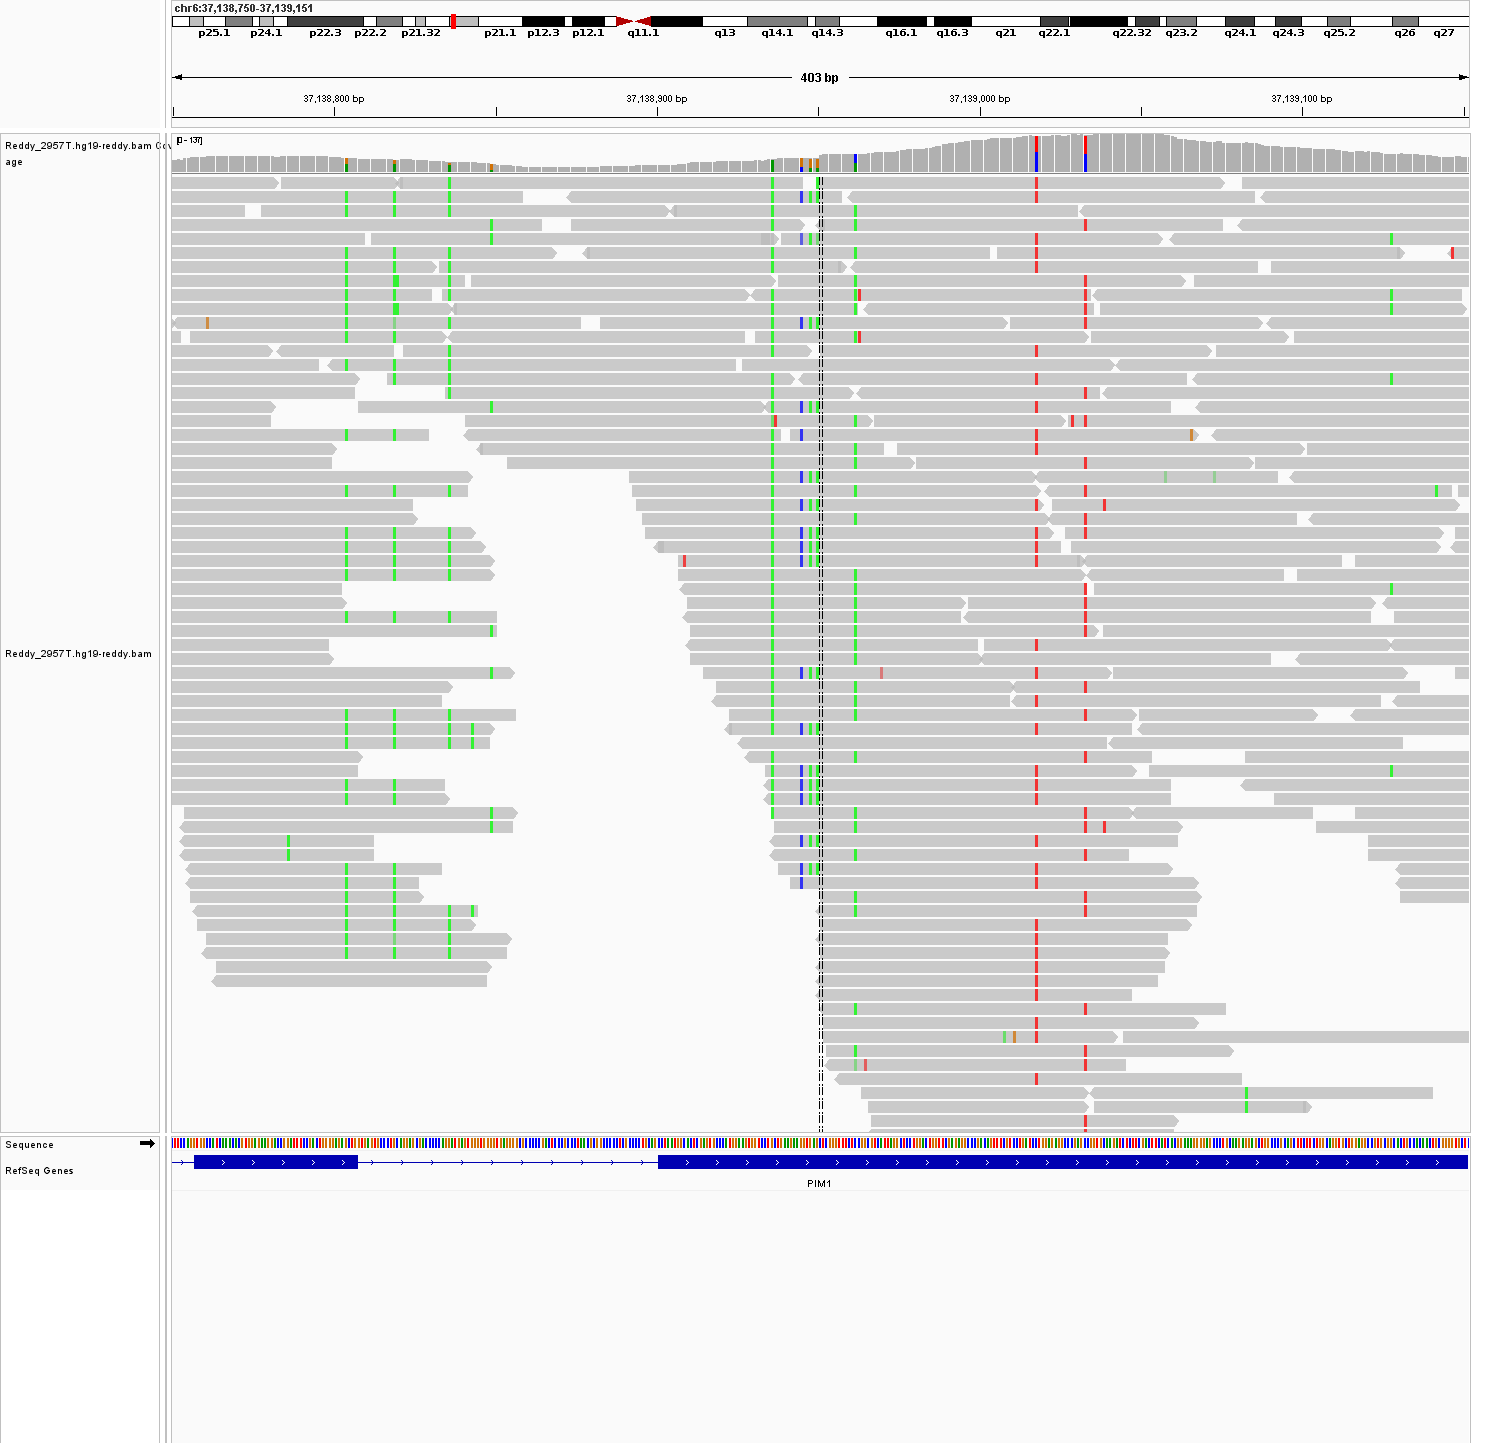 chr6:37,138,750-37,139,151
p25.1 p24.1 p22.3 p22.2 p21.32 p21.1 p12.3 p12.1 q11.1 q13 q14.1 q14.3 q16.1 q16.3 q21 q22.1 q22.32 q23.2 q24.1 q24.3 q25.2 q26 q27
403 bp
37,138,800 bp 37,138,900 bp 37,139,000 bp 37,139,100 bp
Reddy_2957T.hg19-reddy.bam Cov
age
[0 - 137]
Reddy_2957T.hg19-reddy.bam
Sequence
RefSeq Genes
PIM1